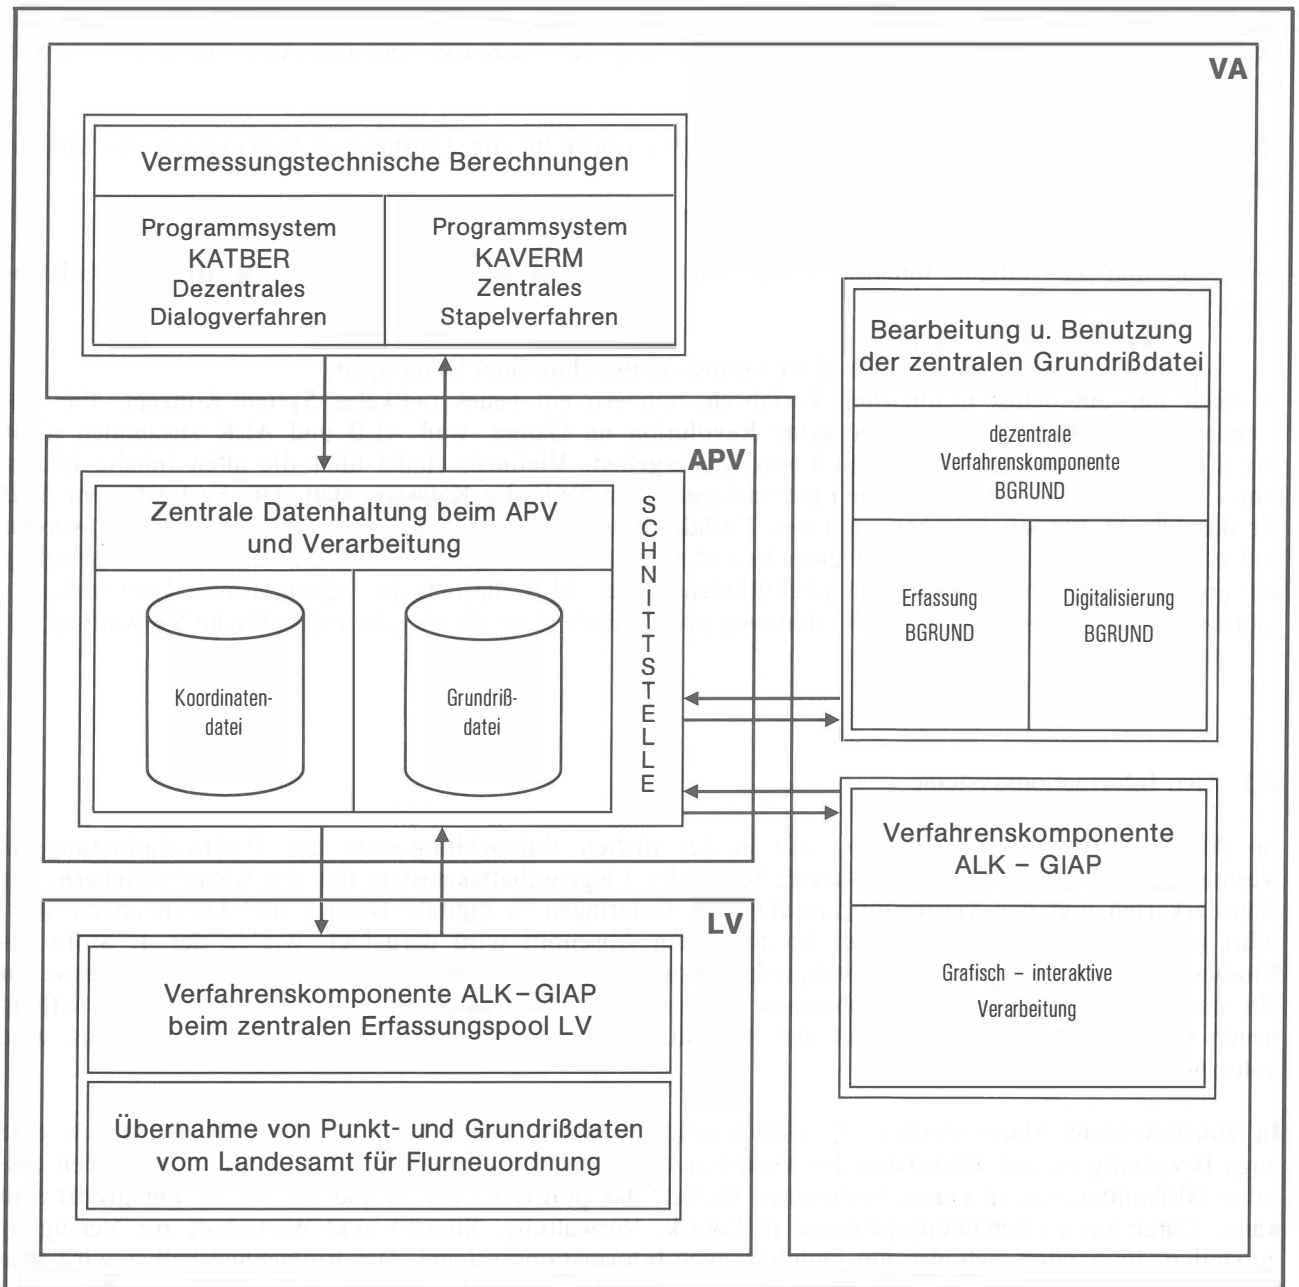 VA
Vermessungstechnische Berechnungen
Programmsystem
KATBER
Dezentrales
Dialogverfahren
Programmsystem
KAVERM
Zentrales
Stapelverfahren
Bearbeitung u. Benutzung
der zentralen Grundrißdatei
dezentrale
Verfahrenskomponente
BGRUND
Erfassung
BGRUND
Digitalisierung
BGRUND
APV
Zentrale Datenhaltung beim APV
und Verarbeitung
Koordinaten-
datei
Grundriß-
datei
SCHNITTSTELLE
Verfahrenskomponente
ALK – GIAP
Grafisch – interaktive
Verarbeitung
LV
Verfahrenskomponente ALK–GIAP
beim zentralen Erfassungspool LV
Übernahme von Punkt- und Grundrißdaten
vom Landesamt für Flurneuordnung